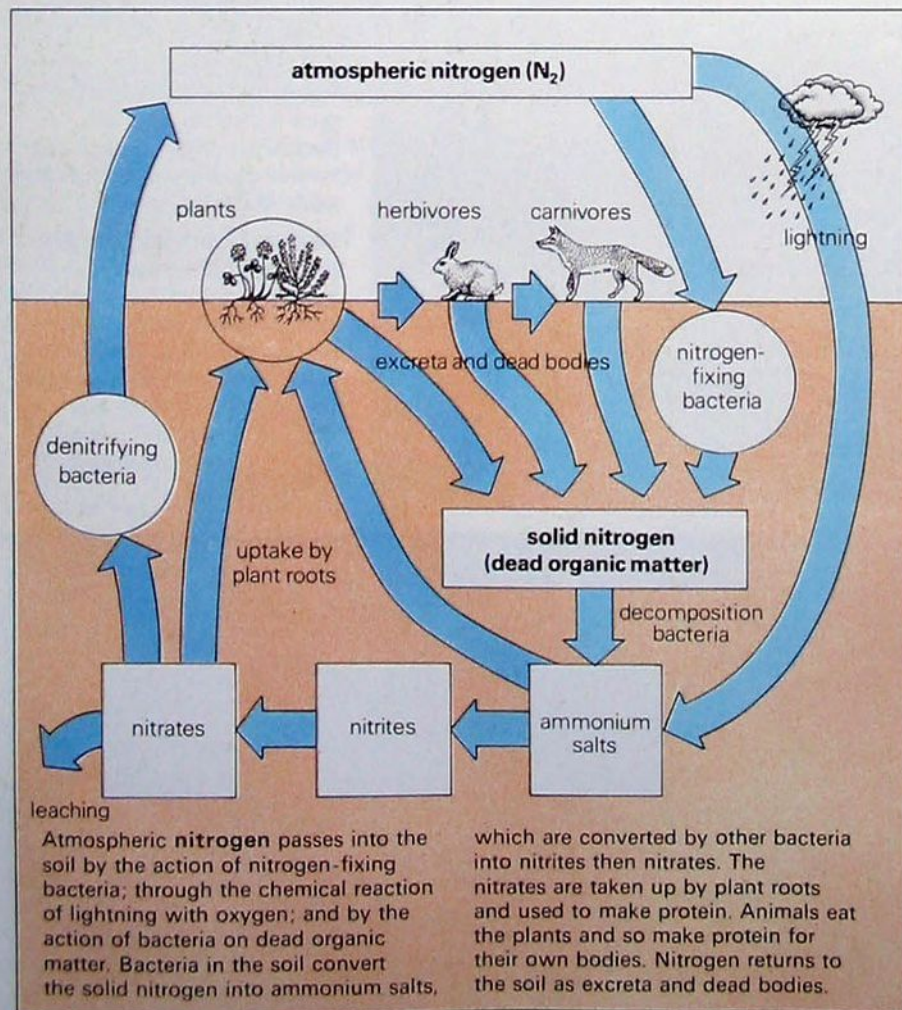 atmospheric nitrogen (N₂)
plants
herbivores
carnivores
lightning
excreta and dead bodies
nitrogen-
fixing
bacteria
denitrifying
bacteria
uptake by
plant roots
solid nitrogen
(dead organic matter)
decomposition
bacteria
nitrates
nitrites
ammonium
salts
leaching
Atmospheric nitrogen passes into the
soil by the action of nitrogen-fixing
bacteria; through the chemical reaction
of lightning with oxygen; and by the
action of bacteria on dead organic
matter. Bacteria in the soil convert
the solid nitrogen into ammonium salts,
which are converted by other bacteria
into nitrites then nitrates. The
nitrates are taken up by plant roots
and used to make protein. Animals eat
the plants and so make protein for
their own bodies. Nitrogen returns to
the soil as excreta and dead bodies.